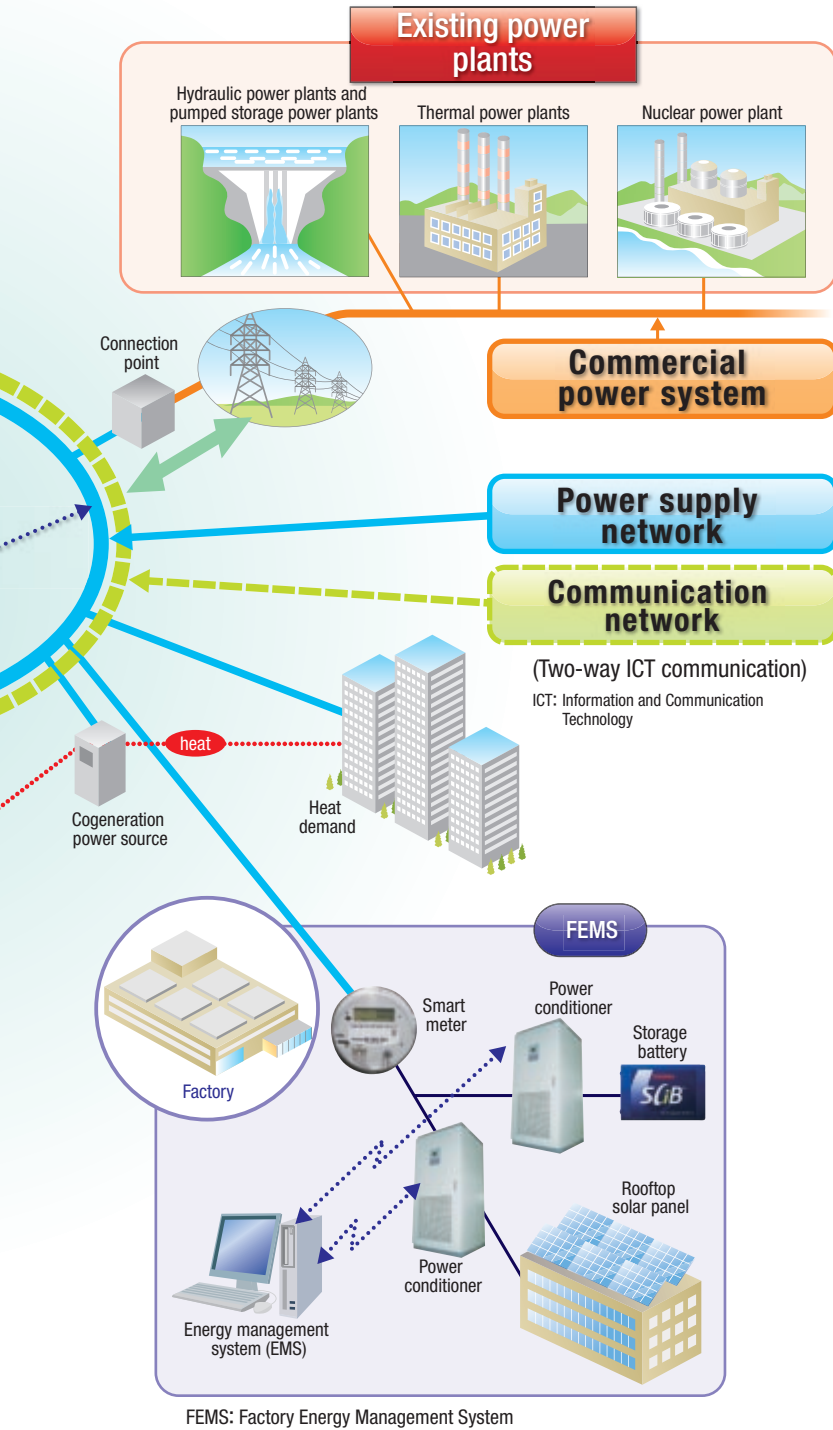 Existing power
plants
Hydraulic power plants and
pumped storage power plants
Thermal power plants
Nuclear power plant
Connection
point
Commercial
power system
Power supply
network
Communication
network
(Two-way ICT communication)
ICT: Information and Communication
Technology
heat
Cogeneration
power source
Heat
demand
FEMS
Factory
Smart
meter
Power
conditioner
Storage
battery
SCiB
Rooftop
solar panel
Power
conditioner
Energy management
system (EMS)
FEMS: Factory Energy Management System